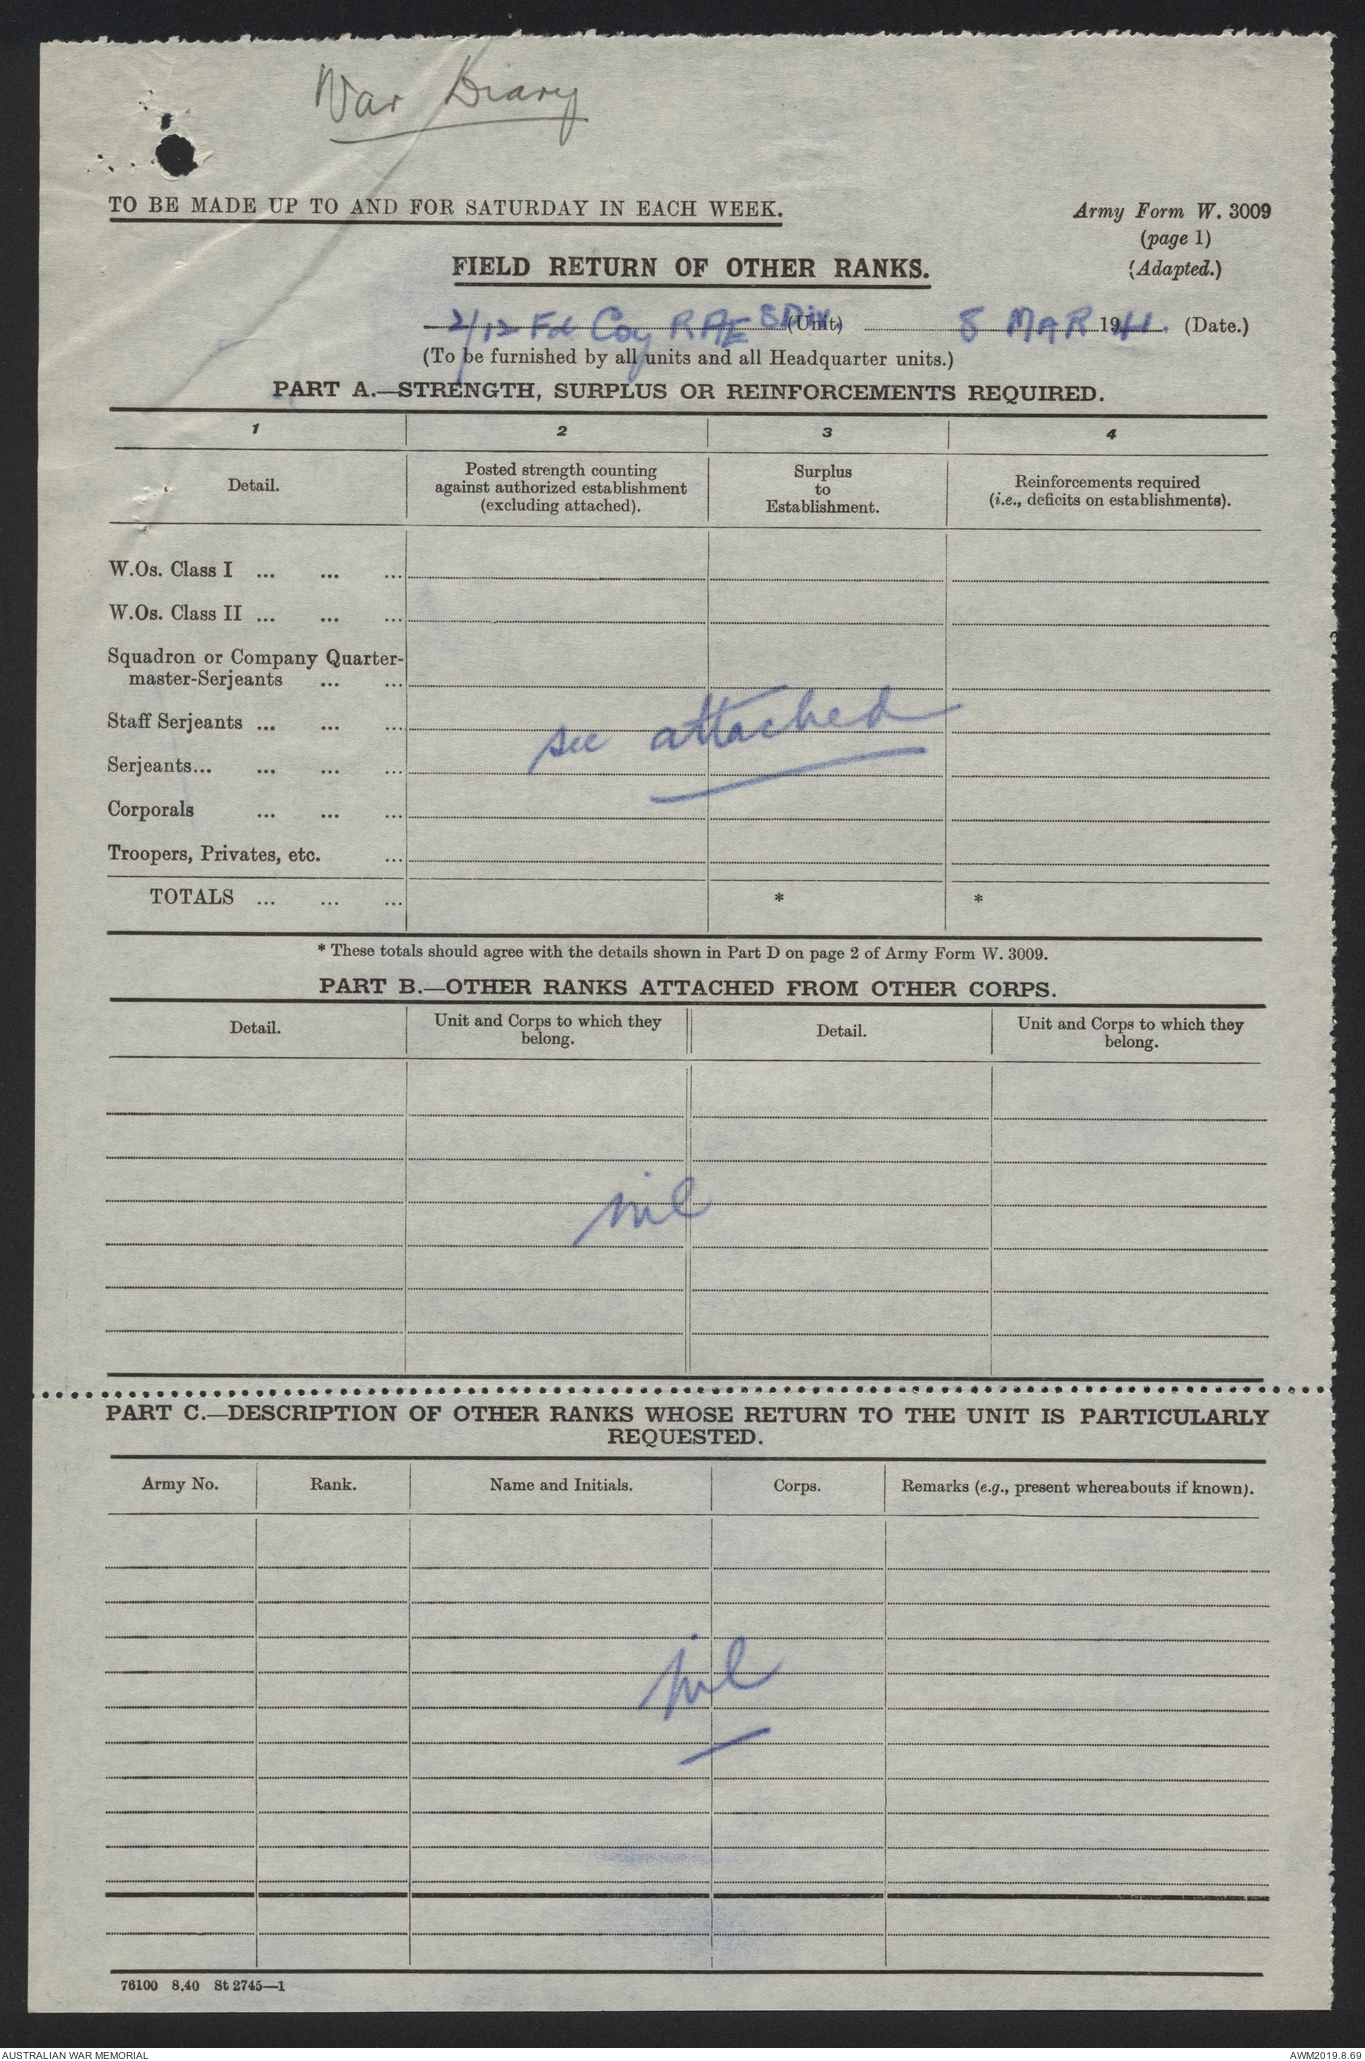 War Diary
TO BE MADE UP TO AND FOR SATURDAY IN EACH WEEK.
Army Form W. 3009
(page 1)
(Adapted.)
FIELD RETURN OF OTHER RANKS.
2/12 Fd Coy RAE 8 Div. (Unit) 8 MAR 1941. (Date.)
(To be furnished by all units and all Headquarter units.)
PART A.—STRENGTH, SURPLUS OR REINFORCEMENTS REQUIRED.
1 2 3 4
Detail.
Posted strength counting
against authorized establishment
(excluding attached).
Surplus
to
Establishment.
Reinforcements required
(i.e., deficits on establishments).
W.Os. Class I ... ... ...
W.Os. Class II ... ... ...
Squadron or Company Quarter-
master-Serjeants ... ...
Staff Serjeants ... ... ...
see attached
Serjeants... ... ... ...
Corporals ... ... ...
Troopers, Privates, etc. ...
TOTALS ... ... ... * *
* These totals should agree with the details shown in Part D on page 2 of Army Form W. 3009.
PART B.—OTHER RANKS ATTACHED FROM OTHER CORPS.
Detail.
Unit and Corps to which they
belong.
Detail.
Unit and Corps to which they
belong.
nil
PART C.—DESCRIPTION OF OTHER RANKS WHOSE RETURN TO THE UNIT IS PARTICULARLY
REQUESTED.
Army No. Rank. Name and Initials. Corps. Remarks (e.g., present whereabouts if known).
nil
76100 8.40 St 2745—1
AUSTRALIAN WAR MEMORIAL
AWM2019.8.69